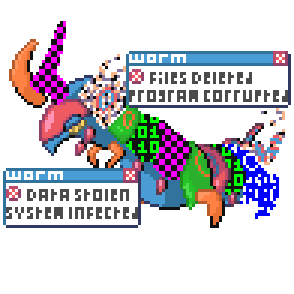 worm
FILES DELETED
PROGRAM CORRUPTED
01
10
worm
DATA STOLEN
SYSTEM INFECTED